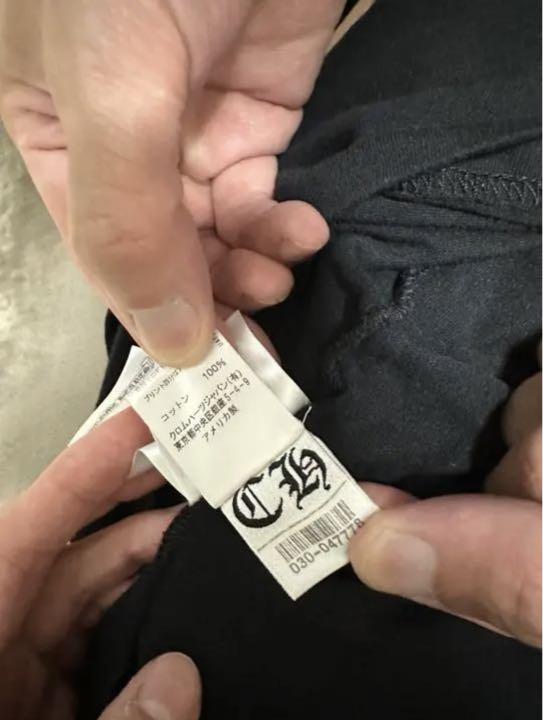 コットン 100%
クロムハーツジャパン(有)
東京都中央区銀座5-4-9
アメリカ製
CH
030-047778